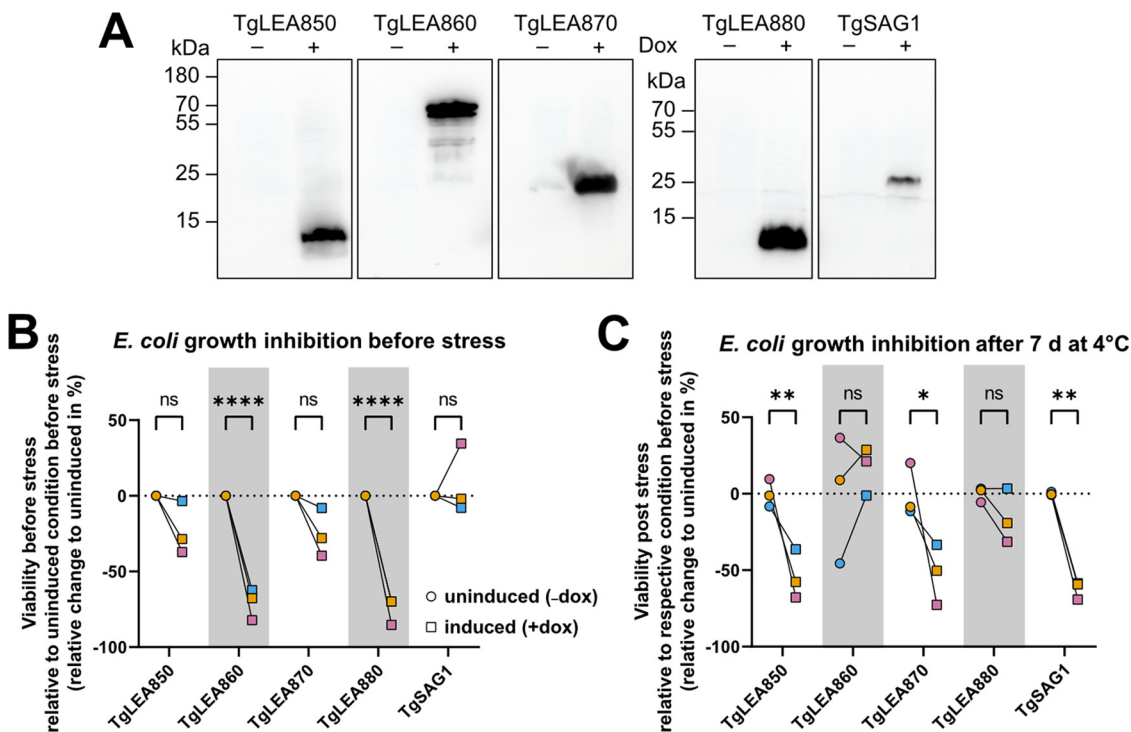 A
TgLEA850 TgLEA860 TgLEA870 TgLEA880 TgSAG1
kDa – + – + – + Dox – + – +
180
70
55
25
15
kDa
70
55
25
15
B
E. coli growth inhibition before stress
Viability before stress
relative to uninduced condition before stress
(relative change to uninduced in %)
ns **** ns **** ns
50
0
-50
-100
uninduced (–dox)
induced (+dox)
TgLEA850
TgLEA860
TgLEA870
TgLEA880
TgSAG1
C
E. coli growth inhibition after 7 d at 4°C
Viability post stress
relative to respective condition before stress
(relative change to uninduced in %)
** ns * ns **
50
0
-50
-100
TgLEA850
TgLEA860
TgLEA870
TgLEA880
TgSAG1